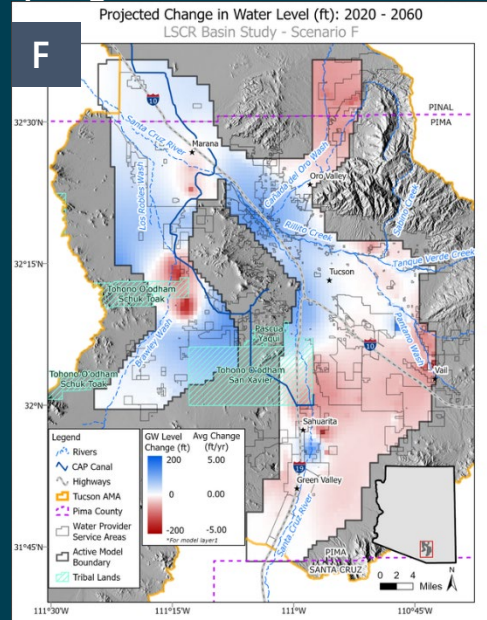 Projected Change in Water Level (ft): 2020 - 2060
LSCR Basin Study - Scenario F
F
PINAL
PIMA
32°30'N
32°15'N
32°N
31°45'N
10
Santa Cruz River
Marana
Los Robles Wash
Cañada del Oro Wash
Oro Valley
Sabino Creek
Rillito Creek
Tanque Verde Creek
Tucson
Tohono O'odham
Schuk Toak
Brawley Wash
Pascua
Yaqui
Pantano Wash
10
Vail
Tohono O'odham
Schuk Toak
Tohono O'odham
San Xavier
Sahuarita
19
Green Valley
Santa Cruz River
PIMA
SANTA CRUZ
Legend
Rivers
CAP Canal
Highways
Tucson AMA
Pima County
Water Provider
Service Areas
Active Model
Boundary
Tribal Lands
GW Level
Change (ft)
Avg Change
(ft/yr)
200 5.00
0 0.00
-200 -5.00
*For model layer1
0 2 4
Miles
N
111°30'W 111°15'W 111°0'W 110°45'W